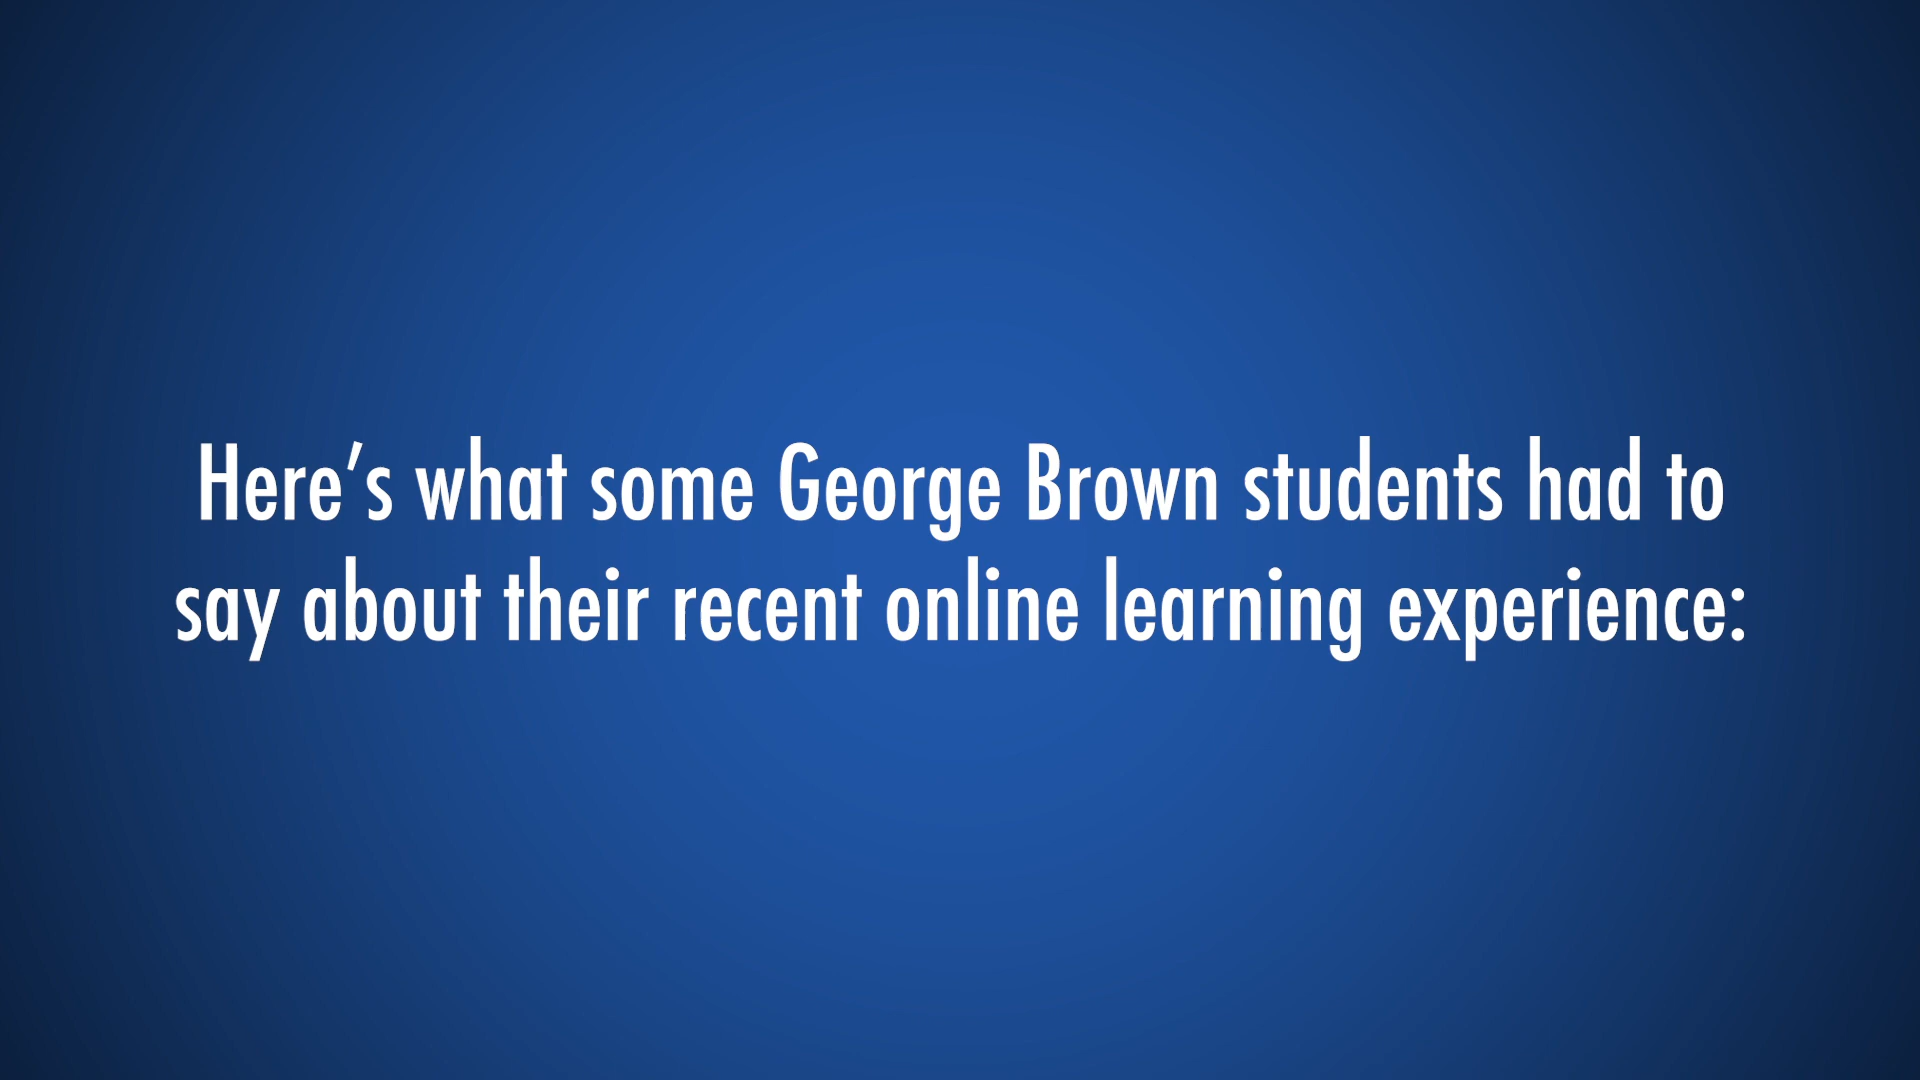 Here’s what some George Brown students had to
say about their recent online learning experience: